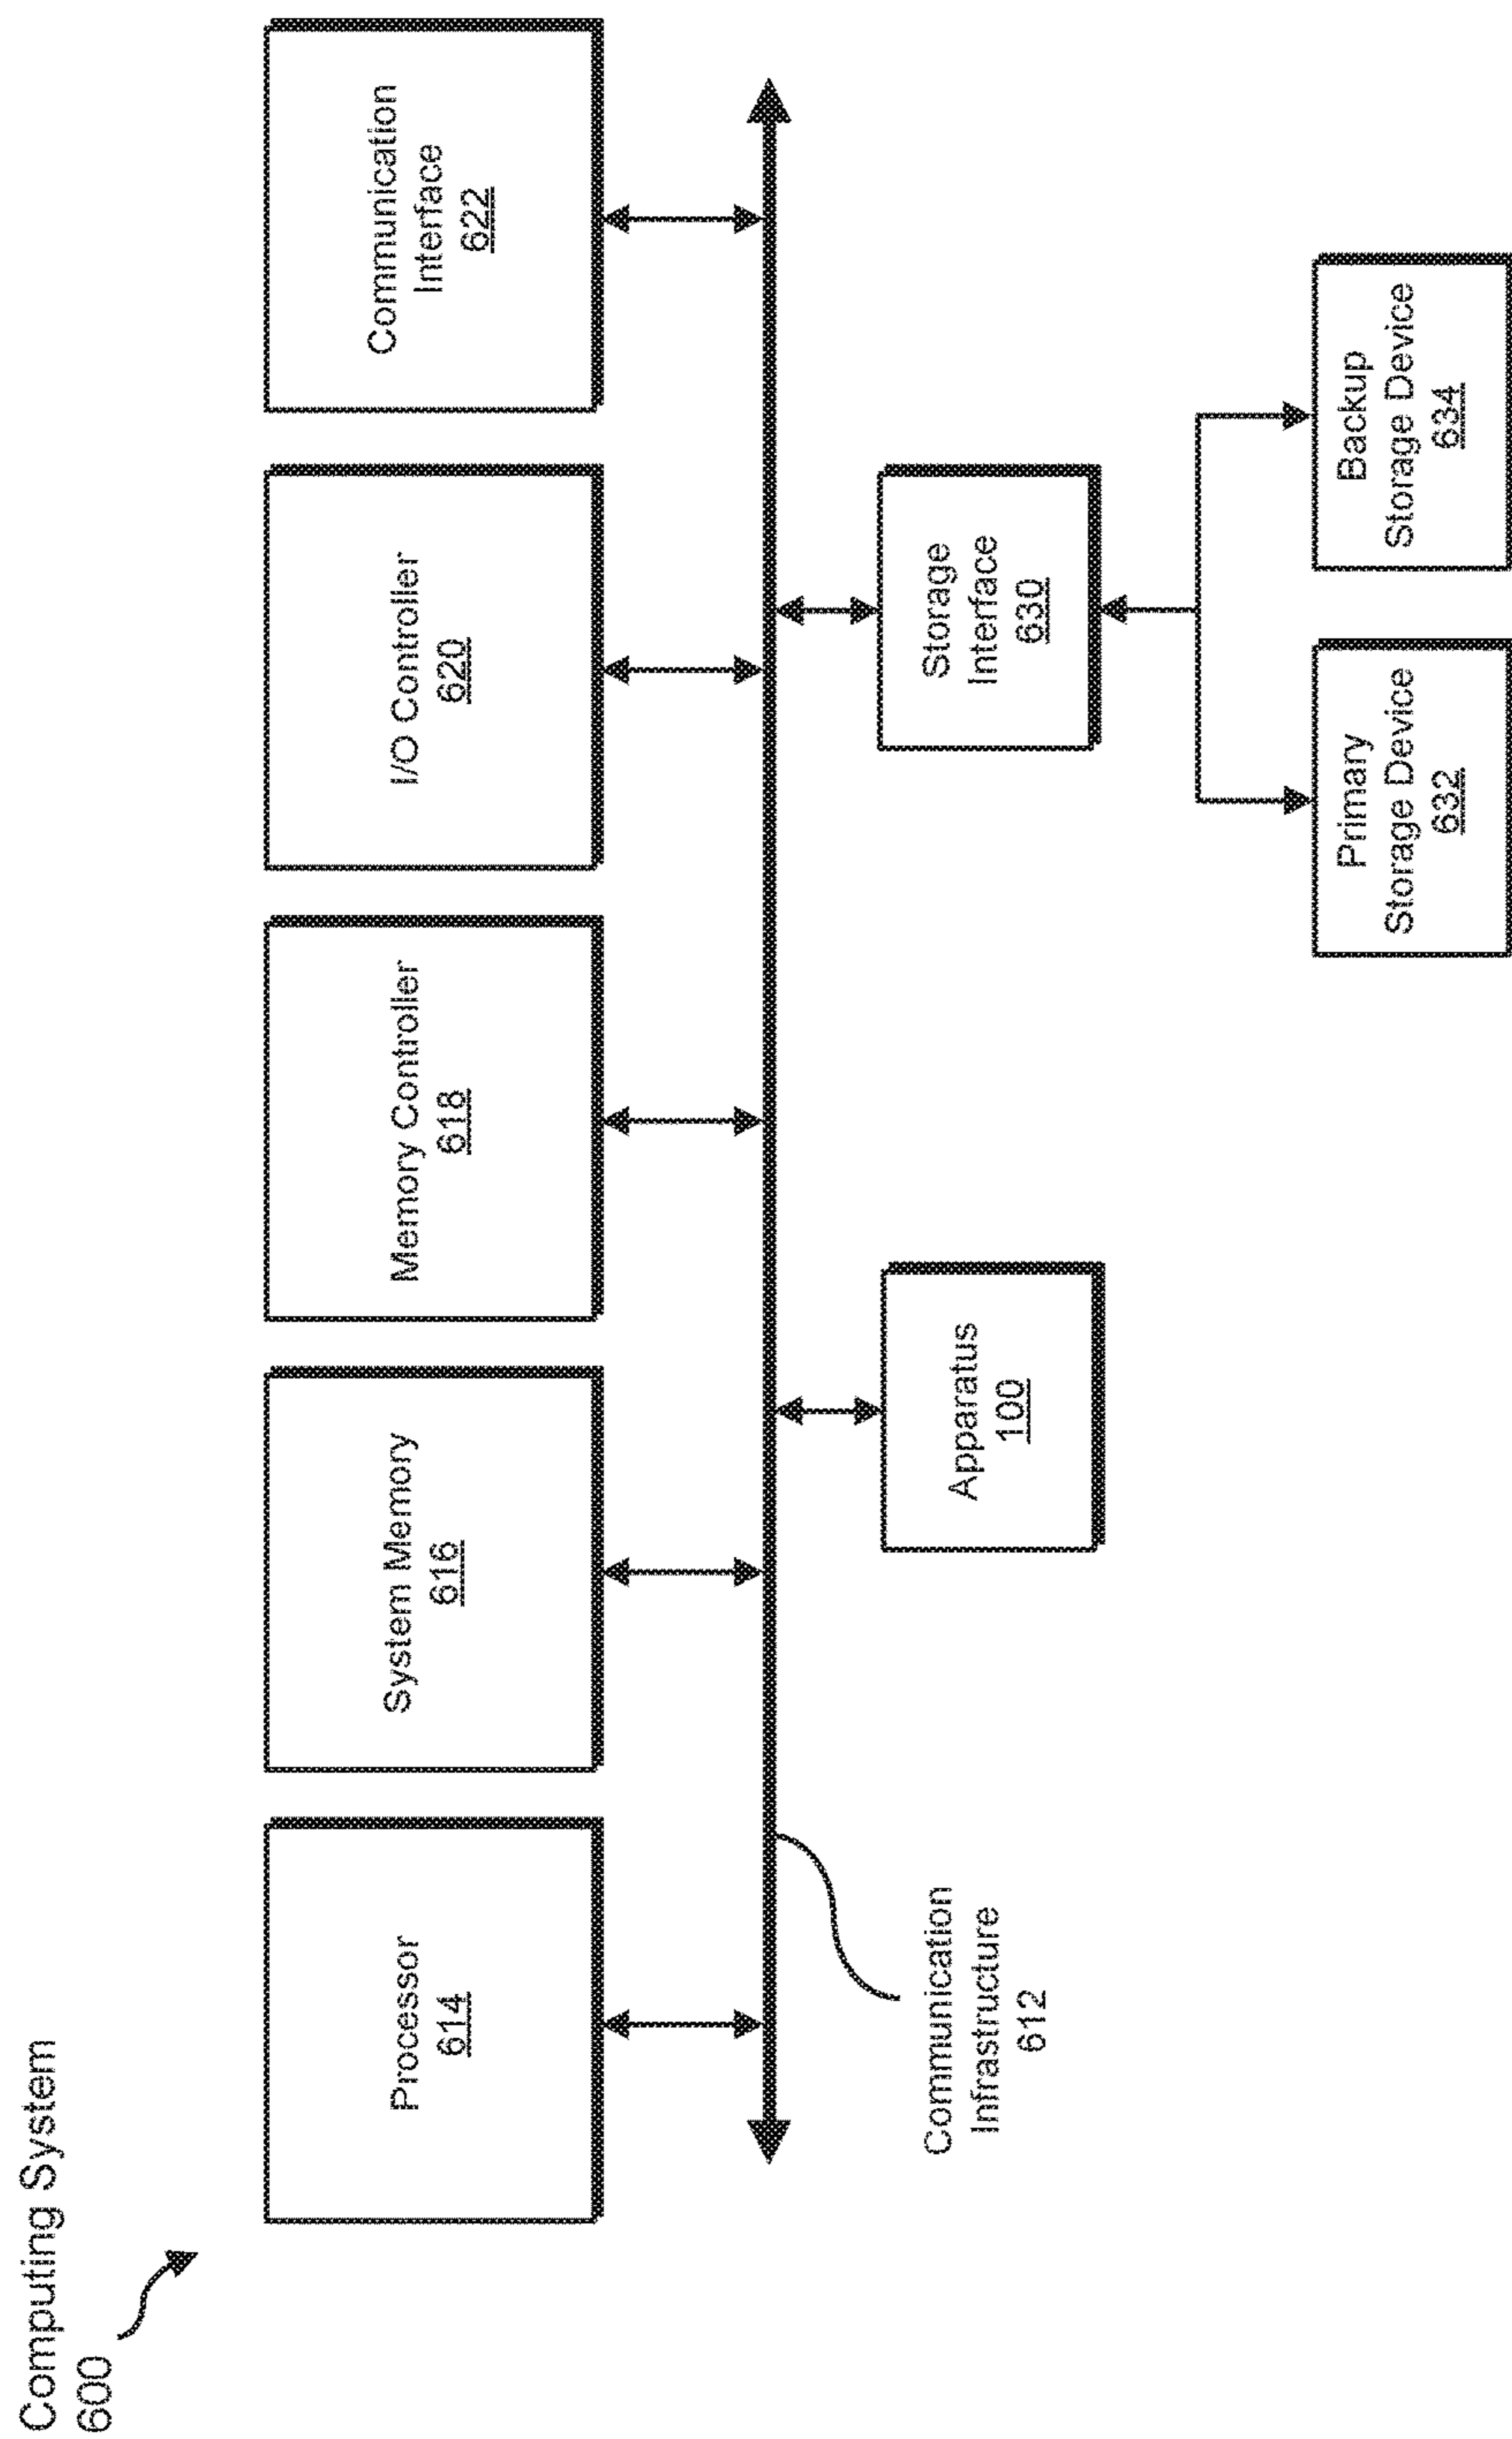 Computing System
600
Processor
614
System Memory
616
Memory Controller
618
I/O Controller
620
Communication
Interface
622
Communication
Infrastructure
612
Apparatus
100
Storage
Interface
630
Primary
Storage Device
632
Backup
Storage Device
634